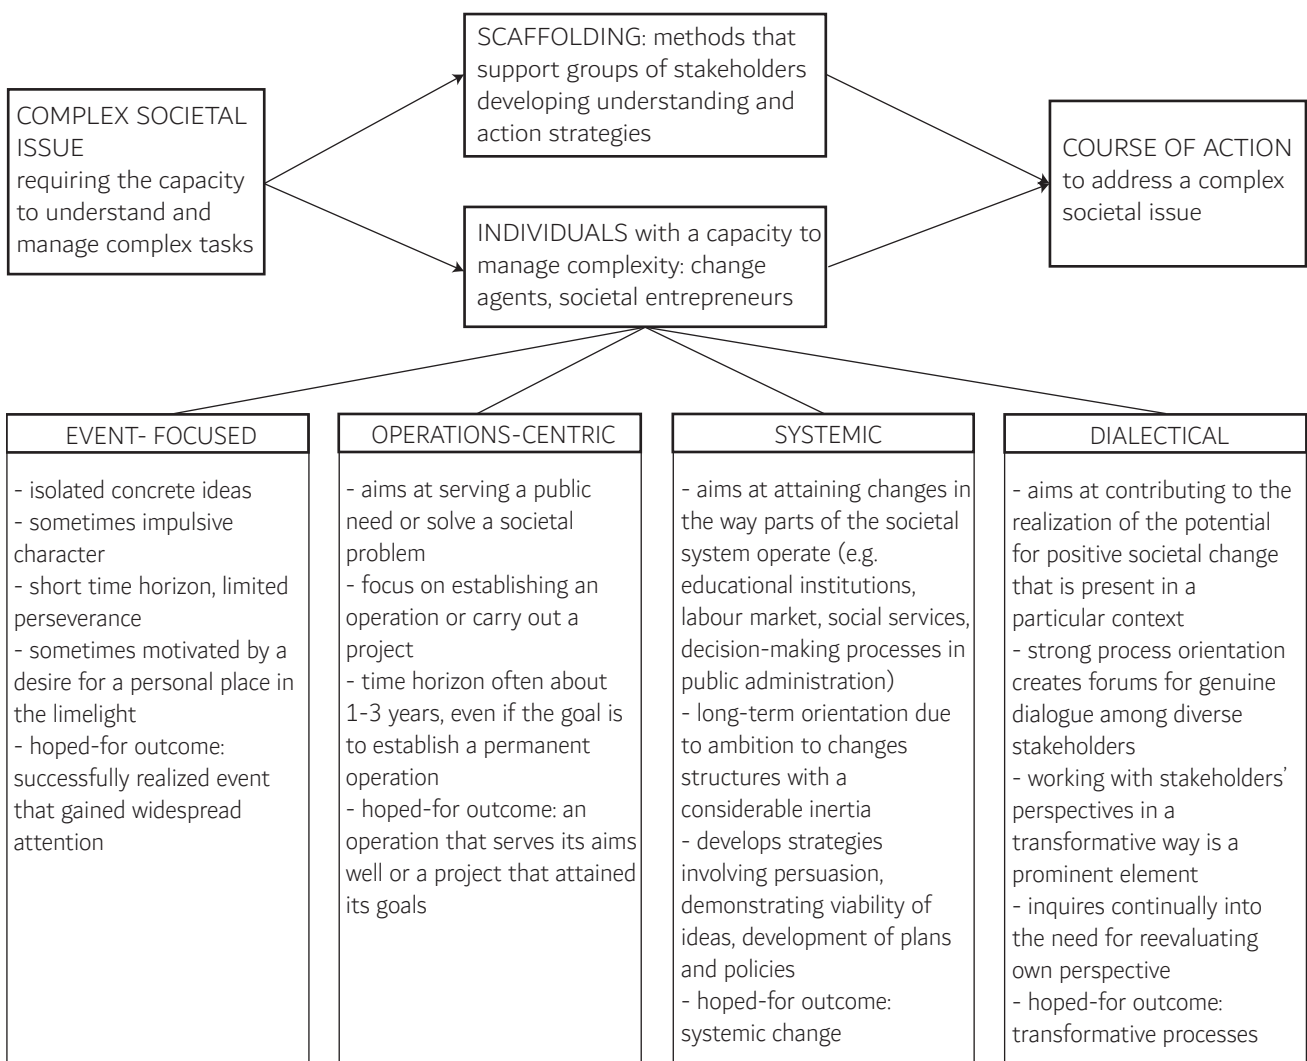 SCAFFOLDING: methods that
support groups of stakeholders
developing understanding and
action strategies
COMPLEX SOCIETAL
ISSUE
requiring the capacity
to understand and
manage complex tasks
COURSE OF ACTION
to address a complex
societal issue
INDIVIDUALS with a capacity to
manage complexity: change
agents, societal entrepreneurs
EVENT- FOCUSED
- isolated concrete ideas
- sometimes impulsive
character
- short time horizon, limited
perseverance
- sometimes motivated by a
desire for a personal place in
the limelight
- hoped-for outcome:
successfully realized event
that gained widespread
attention
OPERATIONS-CENTRIC
- aims at serving a public
need or solve a societal
problem
- focus on establishing an
operation or carry out a
project
- time horizon often about
1-3 years, even if the goal is
to establish a permanent
operation
- hoped-for outcome: an
operation that serves its aims
well or a project that attained
its goals
SYSTEMIC
- aims at attaining changes in
the way parts of the societal
system operate (e.g.
educational institutions,
labour market, social services,
decision-making processes in
public administration)
- long-term orientation due
to ambition to changes
structures with a
considerable inertia
- develops strategies
involving persuasion,
demonstrating viability of
ideas, development of plans
and policies
- hoped-for outcome:
systemic change
DIALECTICAL
- aims at contributing to the
realization of the potential
for positive societal change
that is present in a
particular context
- strong process orientation
creates forums for genuine
dialogue among diverse
stakeholders
- working with stakeholders’
perspectives in a
transformative way is a
prominent element
- inquires continually into
the need for reevaluating
own perspective
- hoped-for outcome:
transformative processes